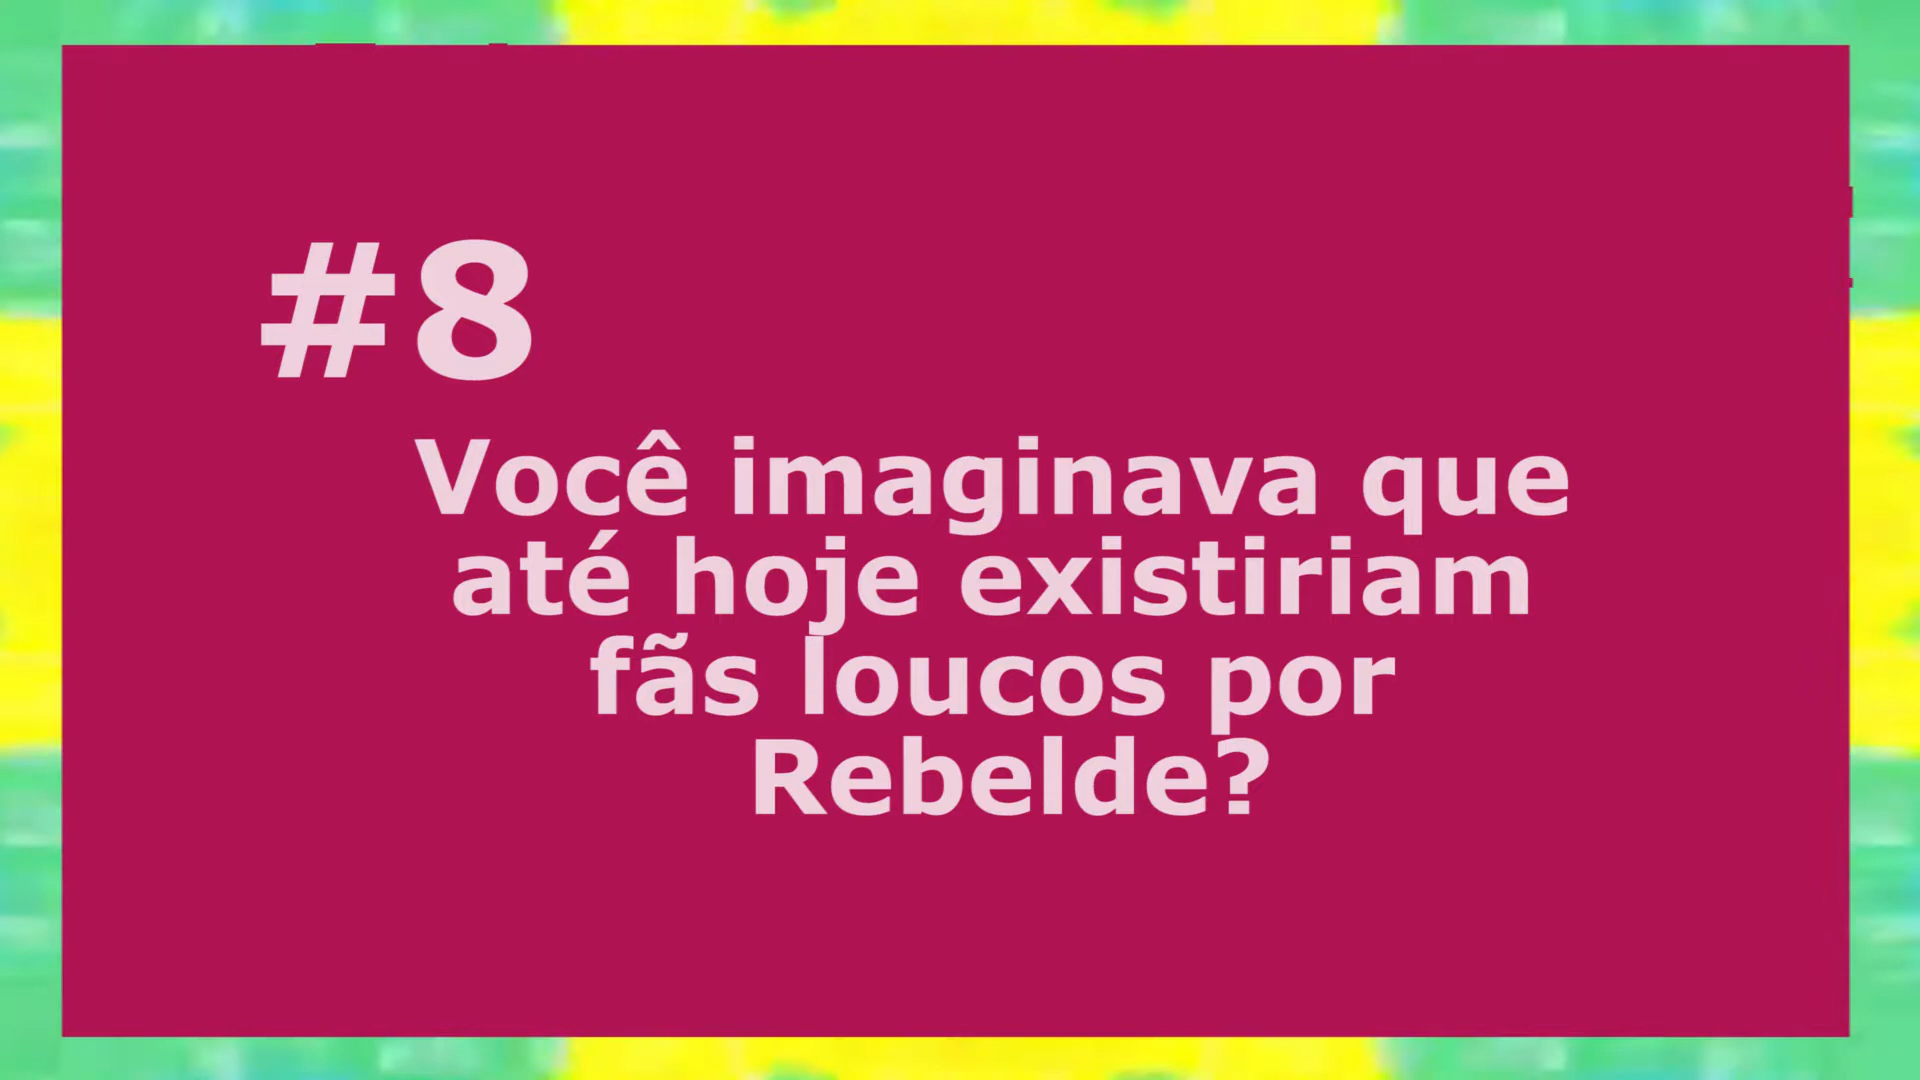 #8
Você imaginava que
até hoje existiriam
fãs loucos por
Rebelde?